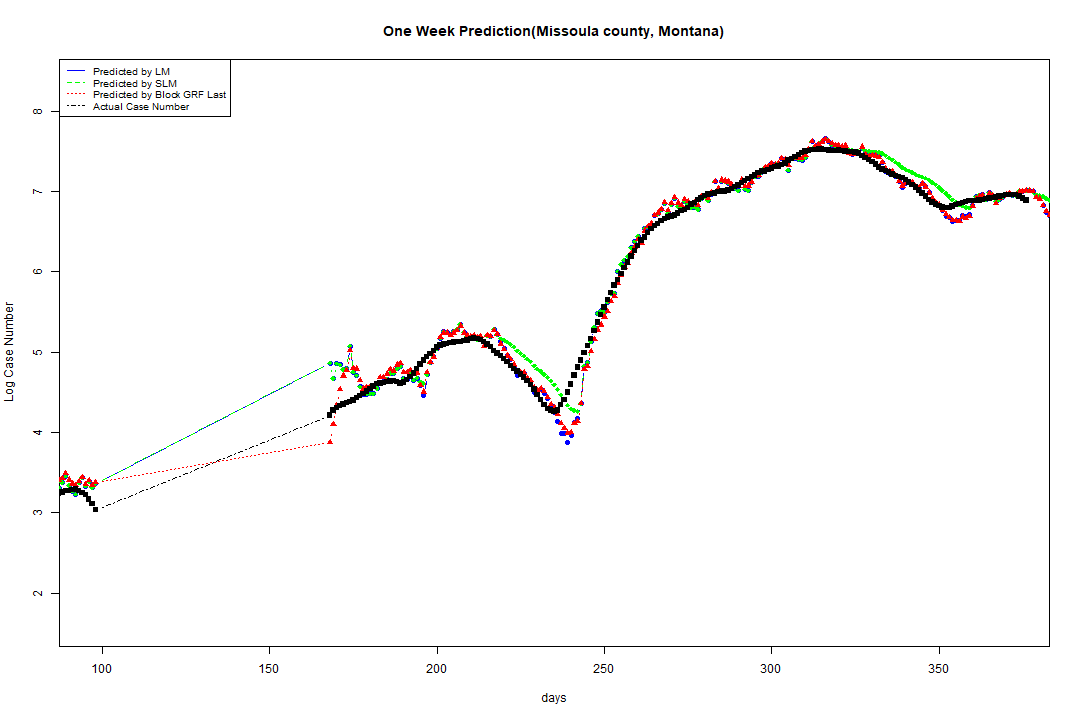 One Week Prediction(Missoula county, Montana)
Predicted by LM
Predicted by SLM
Predicted by Block GRF Last
Actual Case Number
Log Case Number
8
7
6
5
4
3
2
100 150 200 250 300 350
days